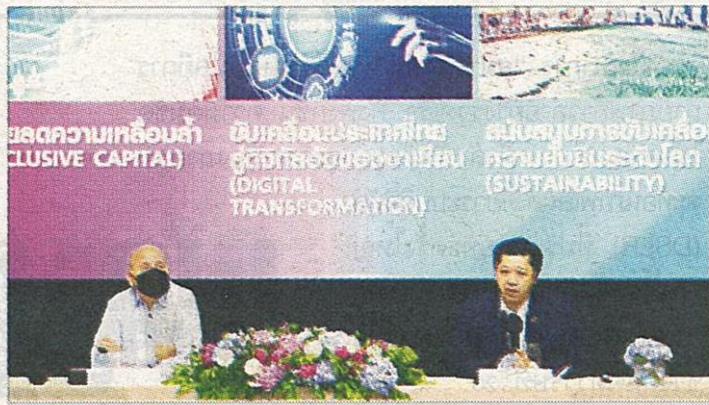 ยลดความเหลื่อมล้ำ
CLUSIVE CAPITAL)
ขับเคลื่อนประเทศไทย
สู่ดิจิทัลฮับของอาเซียน
(DIGITAL
TRANSFORMATION)
สนับสนุนการขับเคลื่อ
ความยั่งยืนระดับโลก
(SUSTAINABILITY)